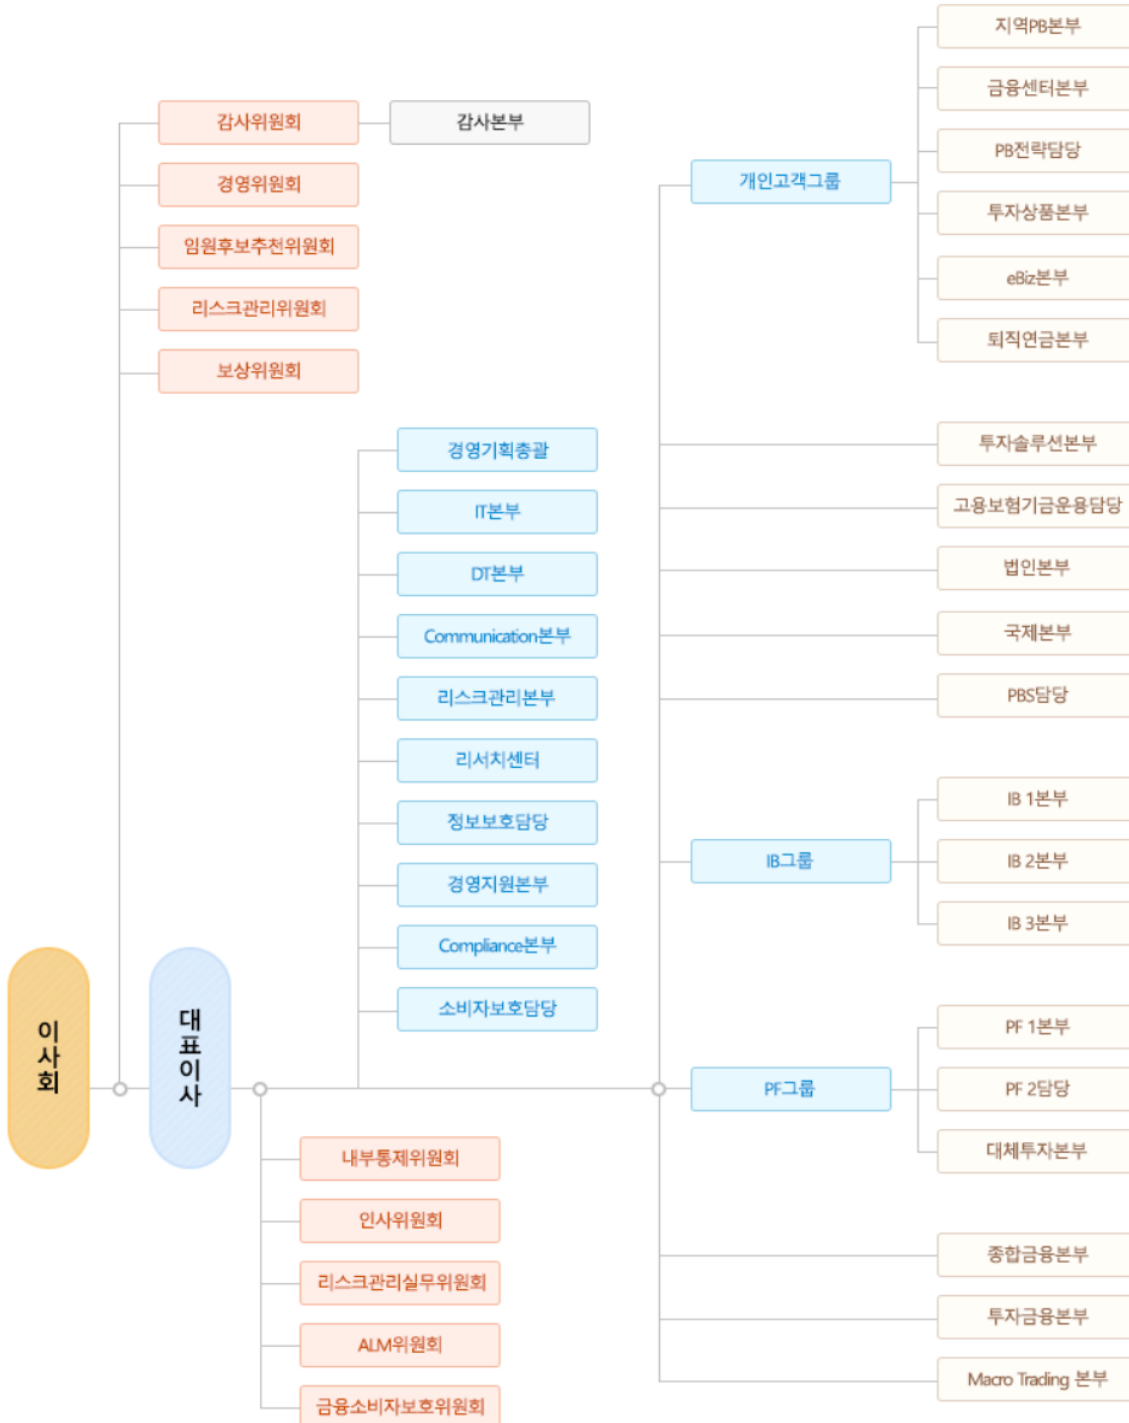 이사회
대표이사
감사위원회
감사본부
경영위원회
임원후보추천위원회
리스크관리위원회
보상위원회
경영기획총괄
IT본부
DT본부
Communication본부
리스크관리본부
리서치센터
정보보호담당
경영지원본부
Compliance본부
소비자보호담당
내부통제위원회
인사위원회
리스크관리실무위원회
ALM위원회
금융소비자보호위원회
개인고객그룹
지역PB본부
금융센터본부
PB전략담당
투자상품본부
eBiz본부
퇴직연금본부
투자솔루션본부
고용보험기금운용담당
법인본부
국제본부
PBS담당
IB그룹
IB 1본부
IB 2본부
IB 3본부
PF그룹
PF 1본부
PF 2담당
대체투자본부
종합금융본부
투자금융본부
Macro Trading 본부